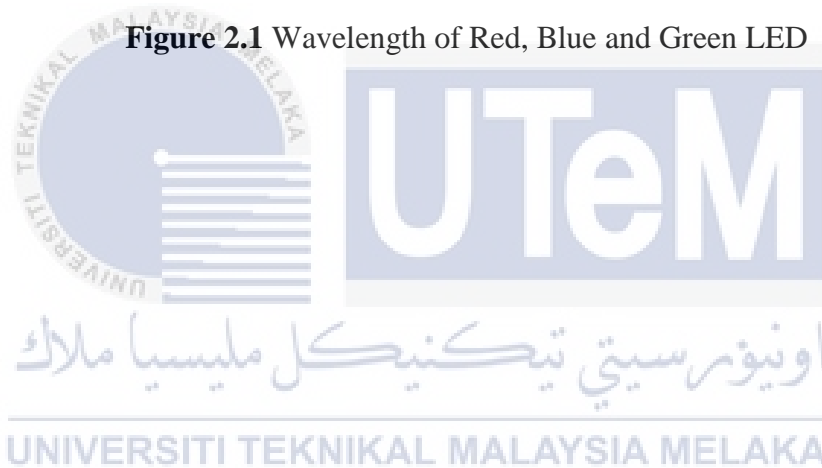 Figure 2.1 Wavelength of Red, Blue and Green LED
UNIVERSITI TEKNIKAL MALAYSIA MELAKA
UTeM
اونيۏرسيتي تيكنيكل مليسيا ملاك
UNIVERSITI TEKNIKAL MALAYSIA MELAKA